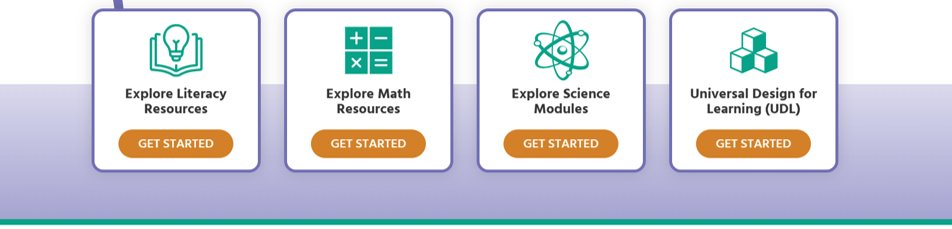 Explore Literacy
Resources
GET STARTED
Explore Math
Resources
GET STARTED
Explore Science
Modules
GET STARTED
Universal Design for
Learning (UDL)
GET STARTED